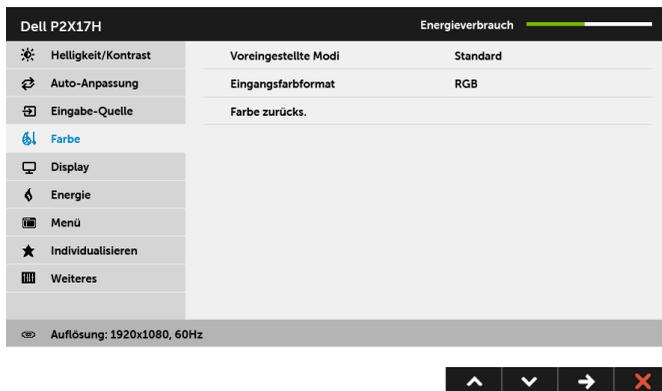 Dell P2X17H Energieverbrauch
Helligkeit/Kontrast Voreingestellte Modi Standard
Auto-Anpassung Eingangsfarbformat RGB
Eingabe-Quelle Farbe zurücks.
Farbe
Display
Energie
Menü
Individualisieren
Weiteres
Auflösung: 1920x1080, 60Hz